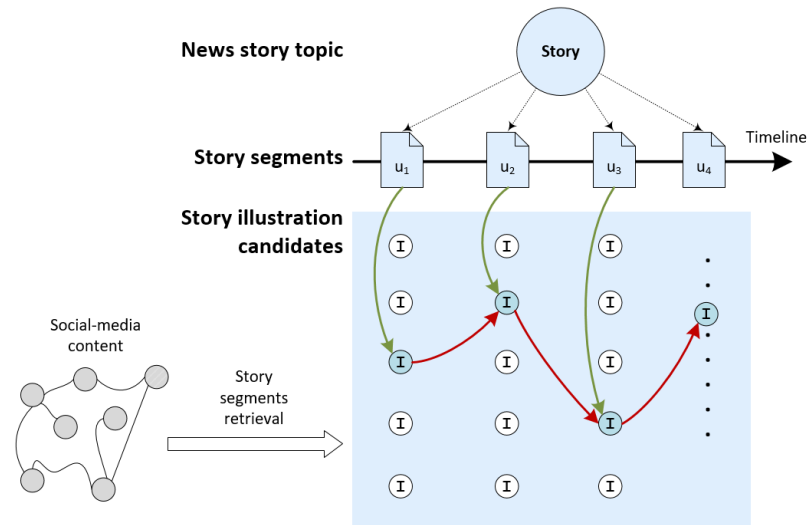 News story topic
Story
Timeline
Story segments
u1
u2
u3
u4
Story illustration
candidates
I I I
I I I
I
I I I
I I I
I I I
Social-media
content
Story
segments
retrieval